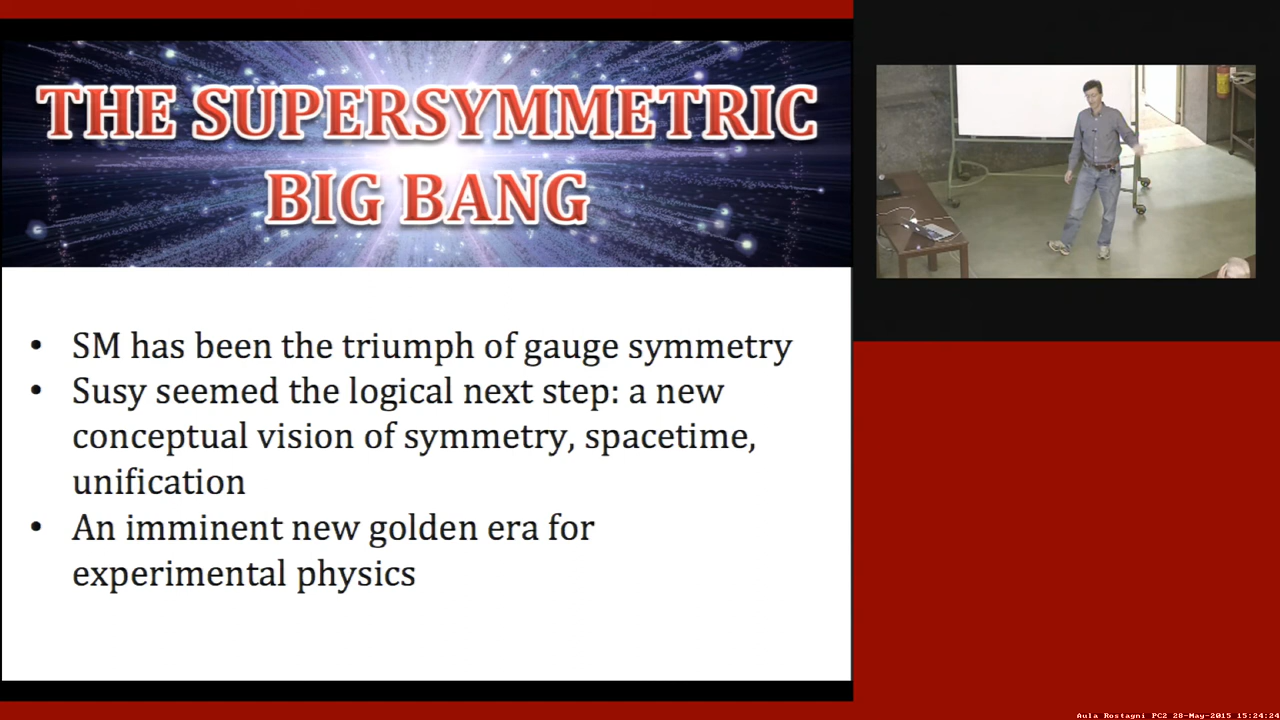 THE SUPERSYMMETRIC
BIG BANG
• SM has been the triumph of gauge symmetry
• Susy seemed the logical next step: a new
conceptual vision of symmetry, spacetime,
unification
• An imminent new golden era for
experimental physics
Aula Rostagni PC2 28-May-2015 15:24:24